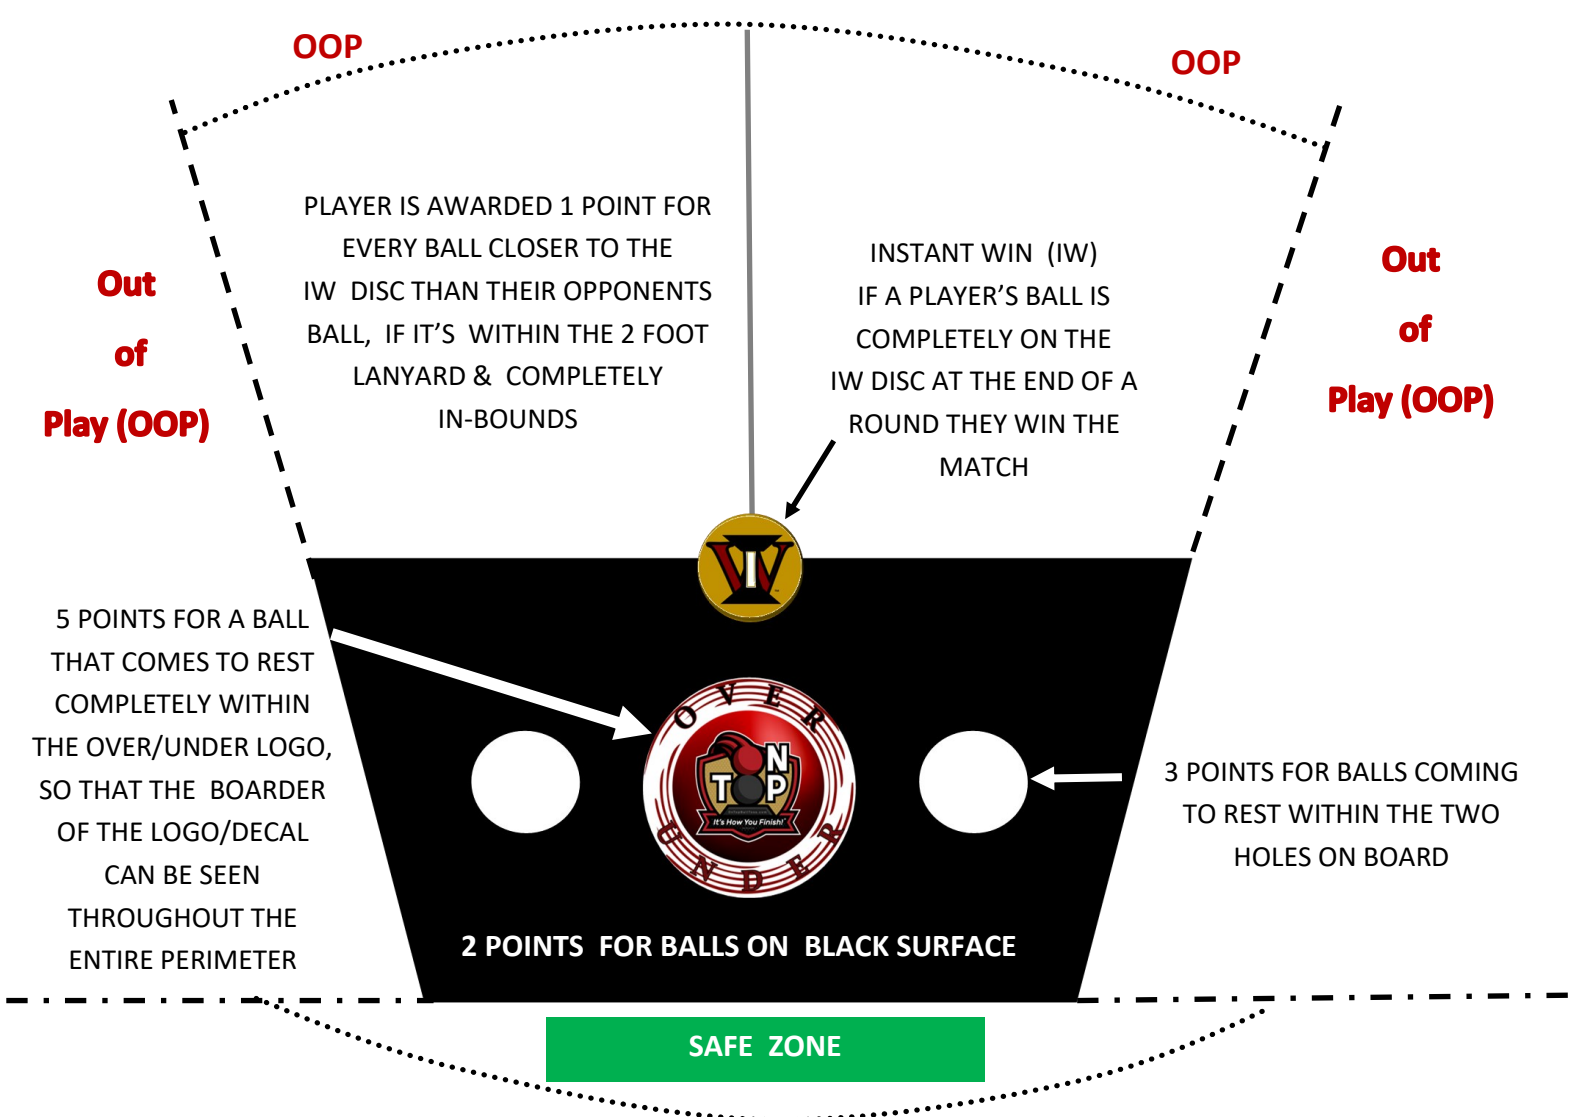 OOP
OOP
PLAYER IS AWARDED 1 POINT FOR
EVERY BALL CLOSER TO THE
IW DISC THAN THEIR OPPONENTS
BALL, IF IT'S WITHIN THE 2 FOOT
LANYARD & COMPLETELY
IN-BOUNDS
INSTANT WIN (IW)
IF A PLAYER'S BALL IS
COMPLETELY ON THE
IW DISC AT THE END OF A
ROUND THEY WIN THE
MATCH
Out
of
Play (OOP)
Out
of
Play (OOP)
IW
5 POINTS FOR A BALL
THAT COMES TO REST
COMPLETELY WITHIN
THE OVER/UNDER LOGO,
SO THAT THE BOARDER
OF THE LOGO/DECAL
CAN BE SEEN
THROUGHOUT THE
ENTIRE PERIMETER
OVER
ON
TOP
It's How You Finish!
UNDER
3 POINTS FOR BALLS COMING
TO REST WITHIN THE TWO
HOLES ON BOARD
2 POINTS FOR BALLS ON BLACK SURFACE
SAFE ZONE